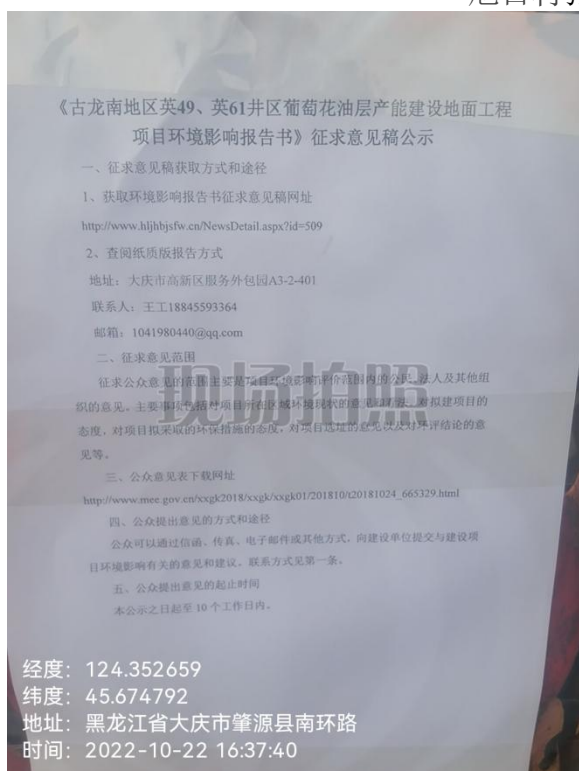 《古龙南地区英49、英61井区葡萄花油层产能建设地面工程
项目环境影响报告书》征求意见稿公示
一、征求意见稿获取方式和途径
1、获取环境影响报告书征求意见稿网址
http://www.hljhbjsfw.cn/NewsDetail.aspx?id=509
2、查阅纸质版报告方式
地址：大庆市高新区服务外包园A3-2-401
联系人：王工18845593364
邮箱：1041980440@qq.com
二、征求意见范围
征求公众意见的范围主要是项目环境影响评价范围内的公民、法人及其他组
织的意见。主要事项包括对项目所在区域环境现状的意见和看法、对拟建项目的
态度、对项目拟采取的环保措施的态度、对项目选址的意见以及对环评结论的意
见等。
现场拍照
三、公众意见表下载网址
http://www.mee.gov.cn/xxgk2018/xxgk/xxgk01/201810/t20181024_665329.html
四、公众提出意见的方式和途径
公众可以通过信函、传真、电子邮件或其他方式，向建设单位提交与建设项
目环境影响有关的意见和建议。联系方式见第一条。
五、公众提出意见的起止时间
本公示之日起至 10 个工作日内。
经度：124.352659
纬度：45.674792
地址：黑龙江省大庆市肇源县南环路
时间：2022-10-22 16:37:40